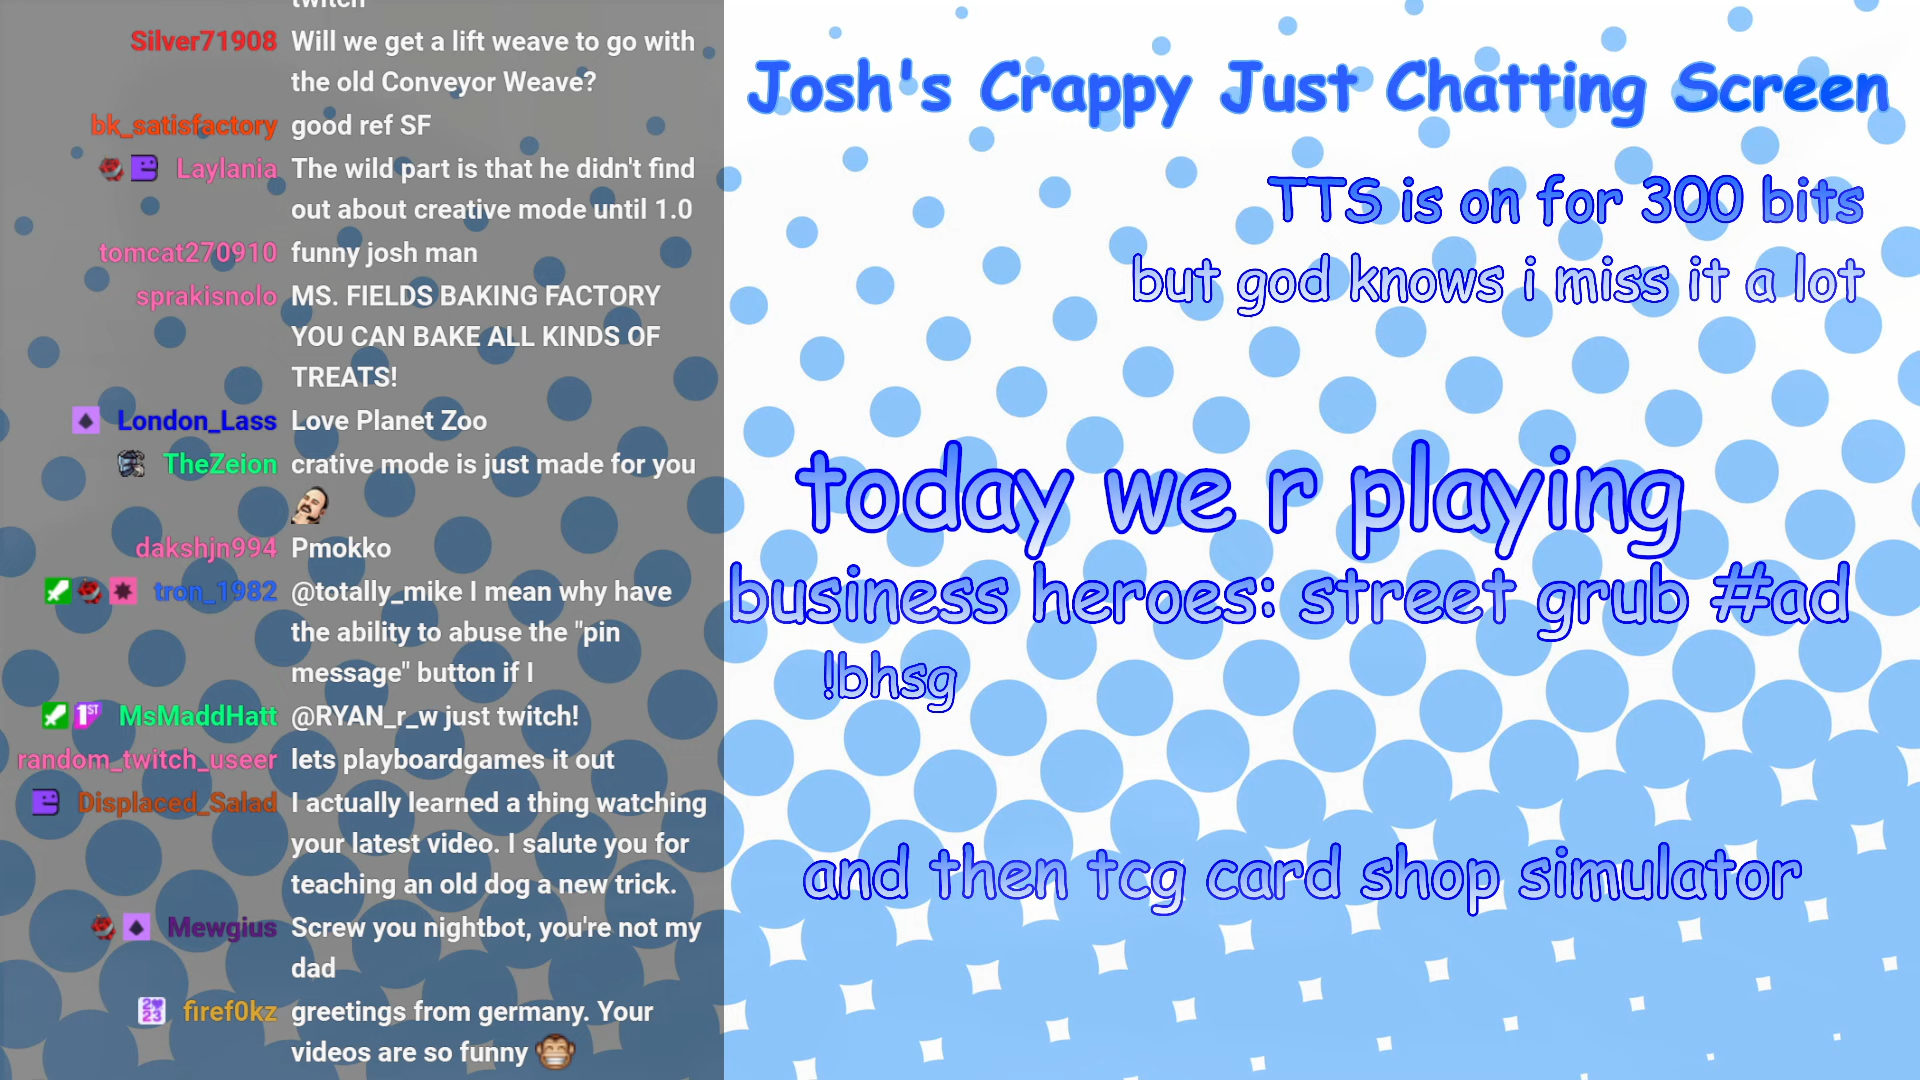 twitch
Silver71908 Will we get a lift weave to go with
the old Conveyor Weave?
bk_satisfactory good ref SF
Laylania The wild part is that he didn't find
out about creative mode until 1.0
tomcat270910 funny josh man
sprakisnolo MS. FIELDS BAKING FACTORY
YOU CAN BAKE ALL KINDS OF
TREATS!
London_Lass Love Planet Zoo
TheZeion crative mode is just made for you
dakshjn994 Pmokko
tron_1982 @totally_mike I mean why have
the ability to abuse the "pin
message" button if I
1ST MsMaddHatt @RYAN_r_w just twitch!
random_twitch_useer lets playboardgames it out
Displaced_Salad I actually learned a thing watching
your latest video. I salute you for
teaching an old dog a new trick.
Mewgius Screw you nightbot, you're not my
dad
firef0kz greetings from germany. Your
videos are so funny
Josh's Crappy Just Chatting Screen
TTS is on for 300 bits
but god knows i miss it a lot
today we r playing
business heroes: street grub #ad
!bhsg
and then tcg card shop simulator